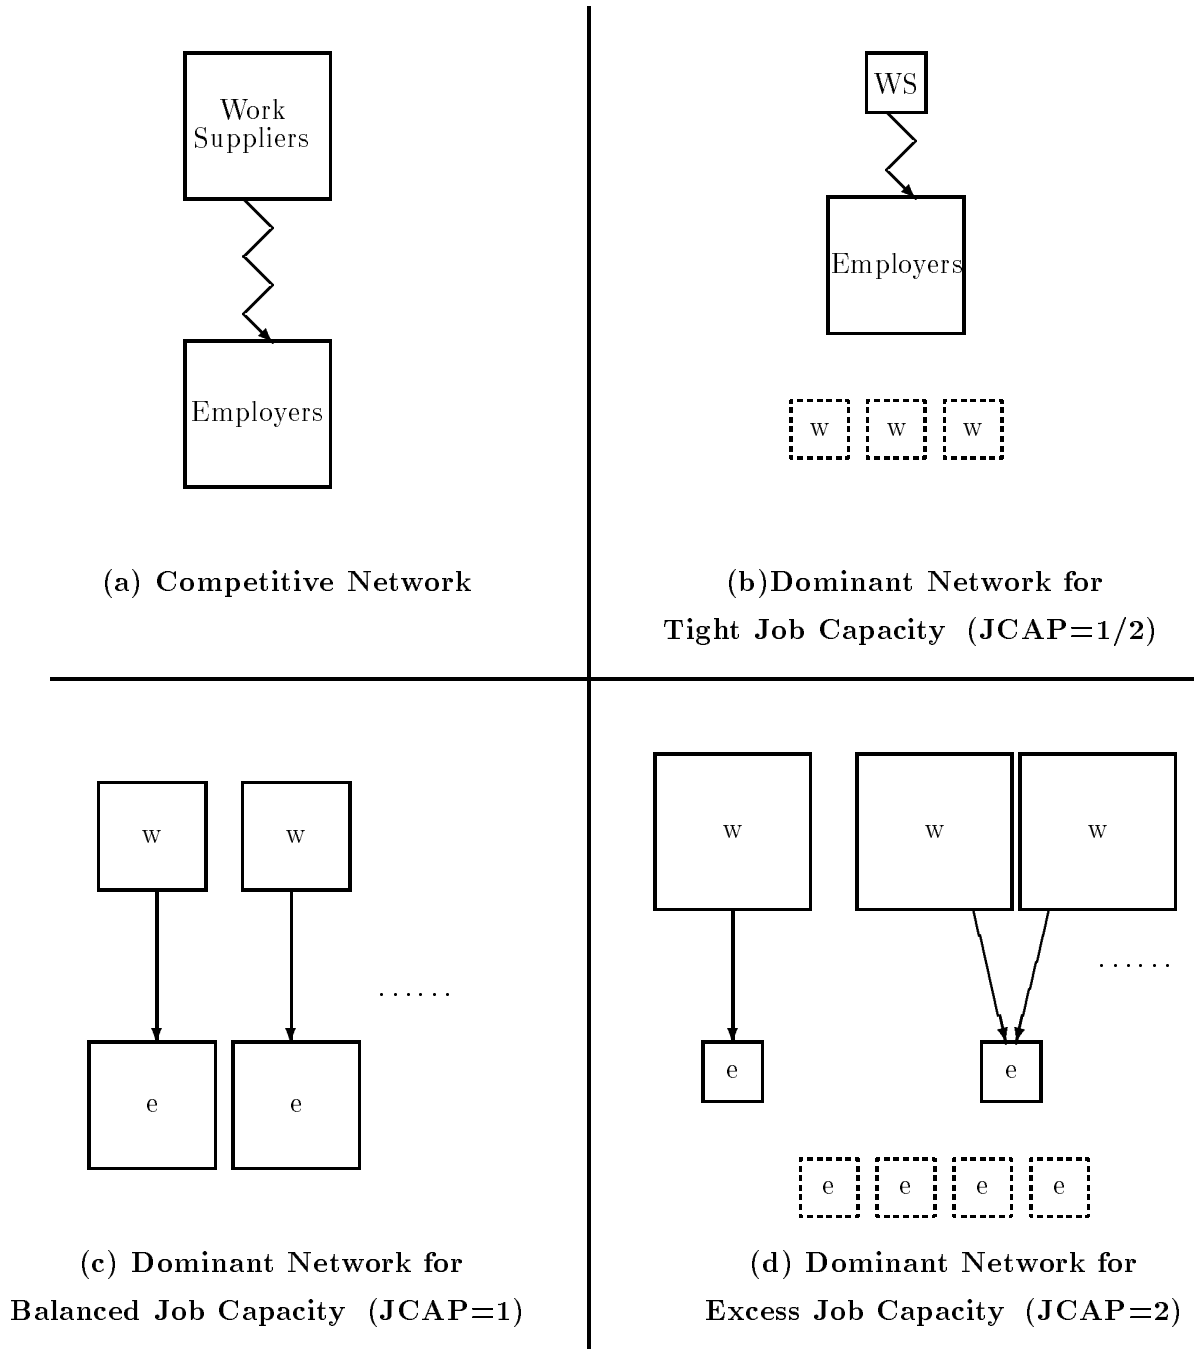 Work
Suppliers
Employers
(a) Competitive Network
WS
Employers
w w w
(b)Dominant Network for
Tight Job Capacity (JCAP=1/2)
w w
......
e e
(c) Dominant Network for
Balanced Job Capacity (JCAP=1)
w w w
......
e e
e e e e
(d) Dominant Network for
Excess Job Capacity (JCAP=2)